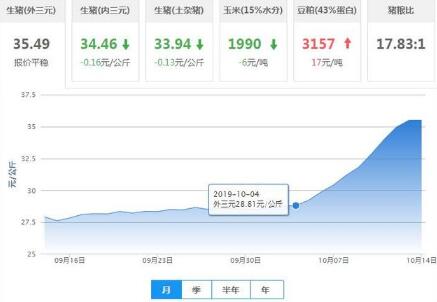 生猪(外三元)
35.49
报价平稳
生猪(内三元)
34.46
-0.16元/公斤
生猪(土杂猪)
33.94
-0.13元/公斤
玉米(15%水分)
1990
-6元/吨
豆粕(43%蛋白)
3157
17元/吨
猪粮比
17.83:1
元/公斤
37.5
35
32.5
30
27.5
25
2019-10-04
外三元28.81元/公斤
09月16日
09月23日
09月30日
10月07日
10月14日
月
季
半年
年